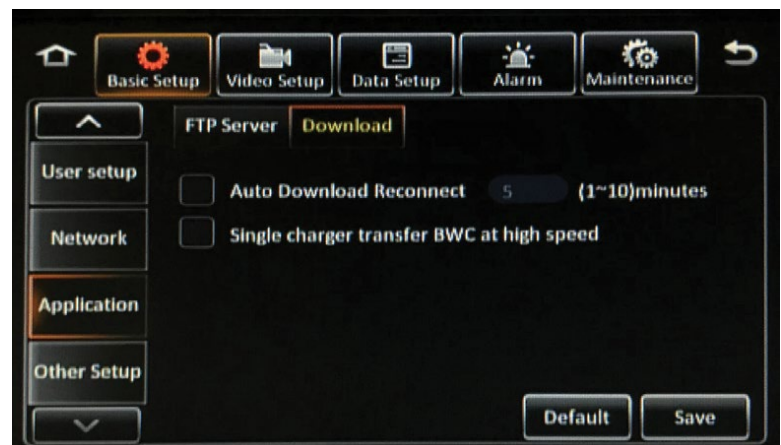 Basic Setup Video Setup Data Setup Alarm Maintenance
FTP Server Download
User setup
Auto Download Reconnect 5 (1~10)minutes
Network
Single charger transfer BWC at high speed
Application
Other Setup
Default Save